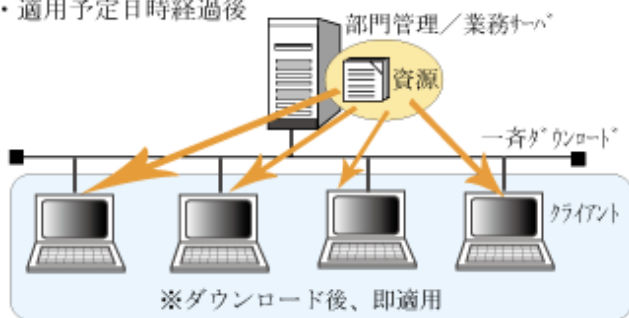 ・適用予定日時経過後
部門管理／業務ｻｰﾊﾞ
資源
一斉ﾀﾞｳﾝﾛｰﾄﾞ
ｸﾗｲｱﾝﾄ
※ダウンロード後、即適用